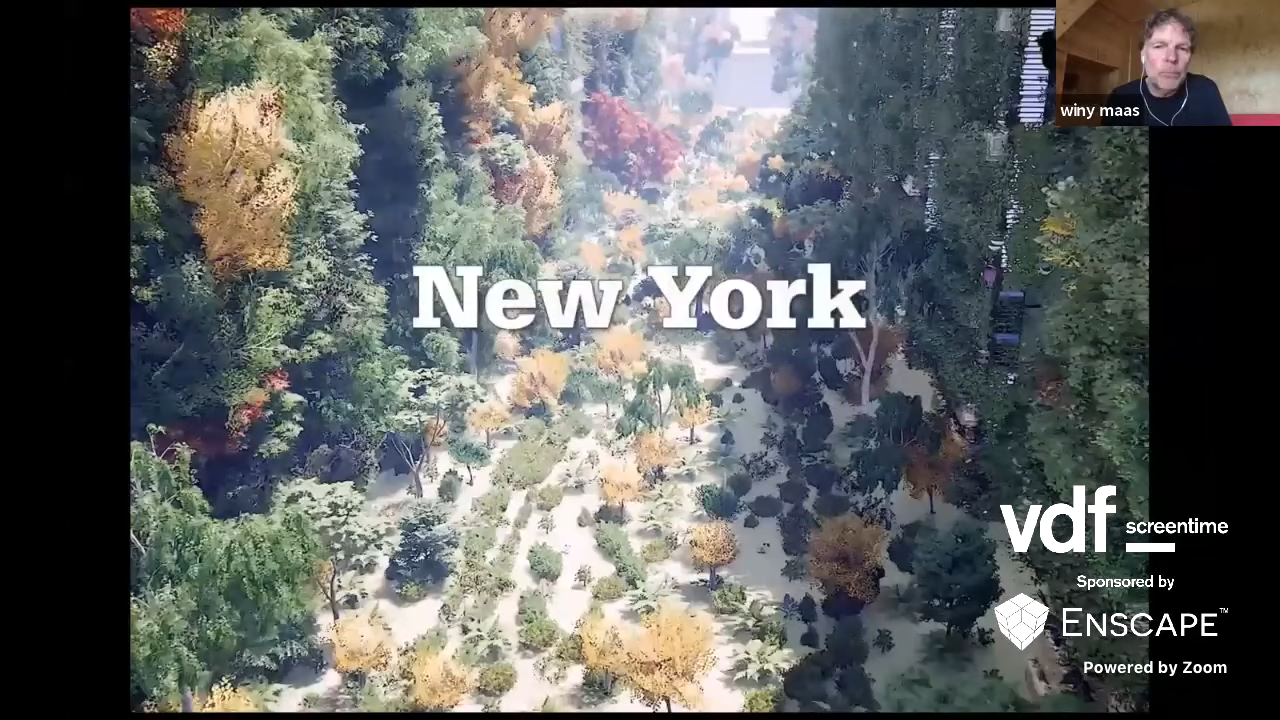 winy maas
New York
vdf screentime
Sponsored by
ENSCAPE™
Powered by Zoom